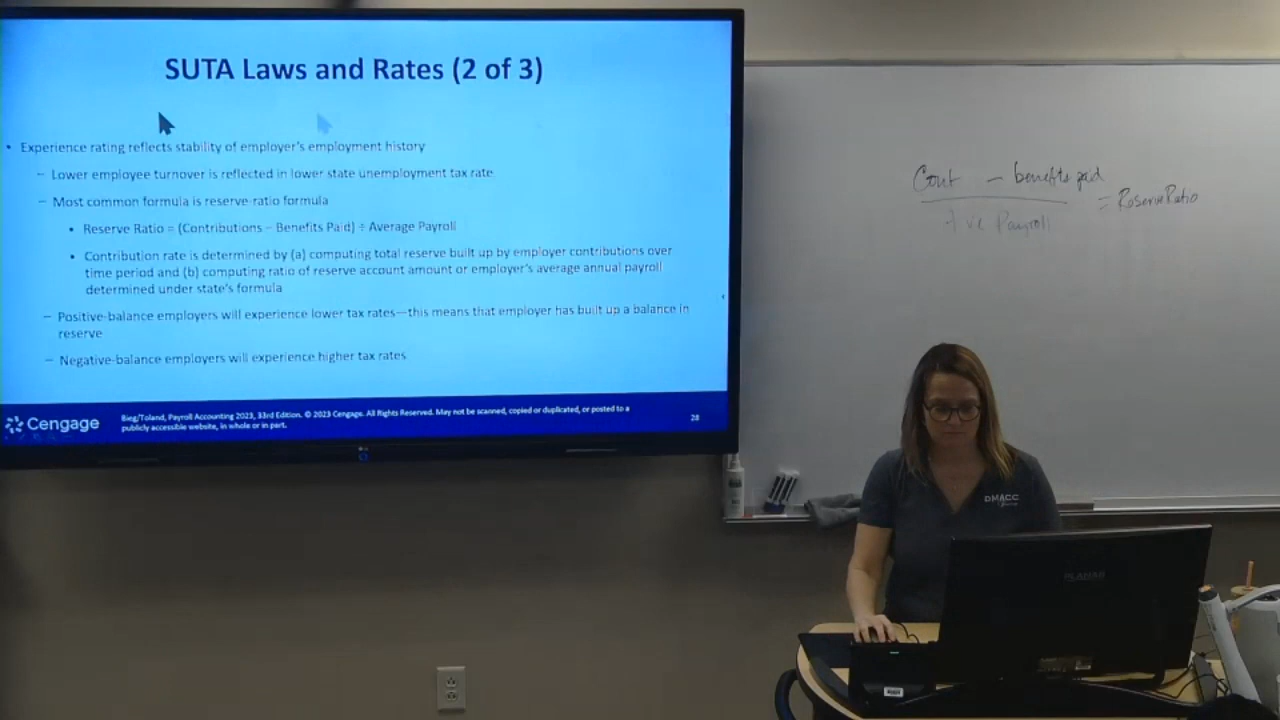 SUTA Laws and Rates (2 of 3)
• Experience rating reflects stability of employer's employment history
– Lower employee turnover is reflected in lower state unemployment tax rate
– Most common formula is reserve-ratio formula
• Reserve Ratio = (Contributions – Benefits Paid) ÷ Average Payroll
• Contribution rate is determined by (a) computing total reserve built up by employer contributions over
time period and (b) computing ratio of reserve account amount or employer's average annual payroll
determined under state's formula
– Positive-balance employers will experience lower tax rates—this means that employer has built up a balance in
reserve
– Negative-balance employers will experience higher tax rates
Cengage
Bieg/Toland, Payroll Accounting 2023, 33rd Edition. © 2023 Cengage. All Rights Reserved. May not be scanned, copied or duplicated, or posted to a
publicly accessible website, in whole or in part.
28
Cont – benefits paid
Payroll
= Reserve Ratio
DMACC
PLANAR